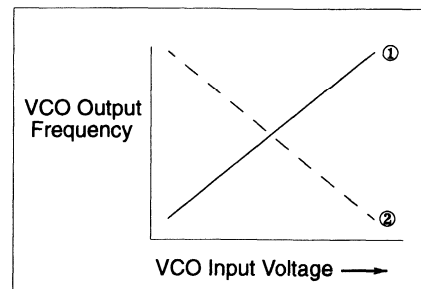 ①
VCO Output
Frequency
②
VCO Input Voltage